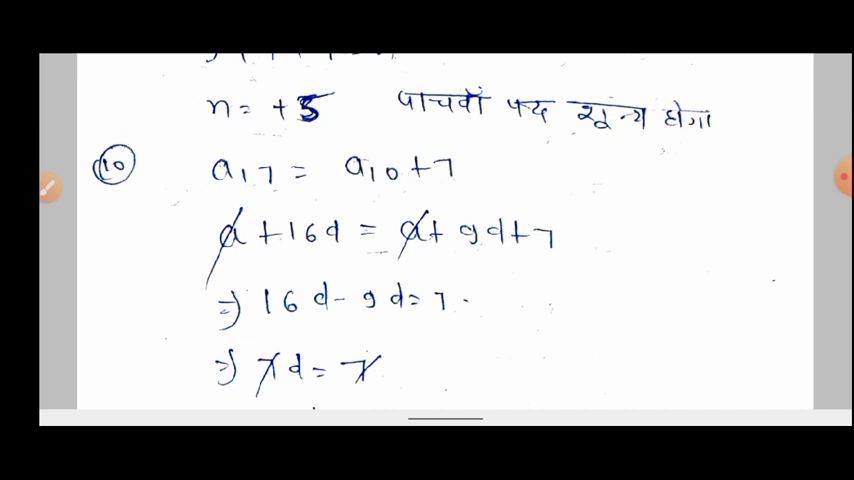 n = +5 पाचवाँ पद शून्य होगा
(10) a17 = a10 + 7
a + 16d = a + 9d + 7
=) 16d - 9d = 7.
=) 7d = 7